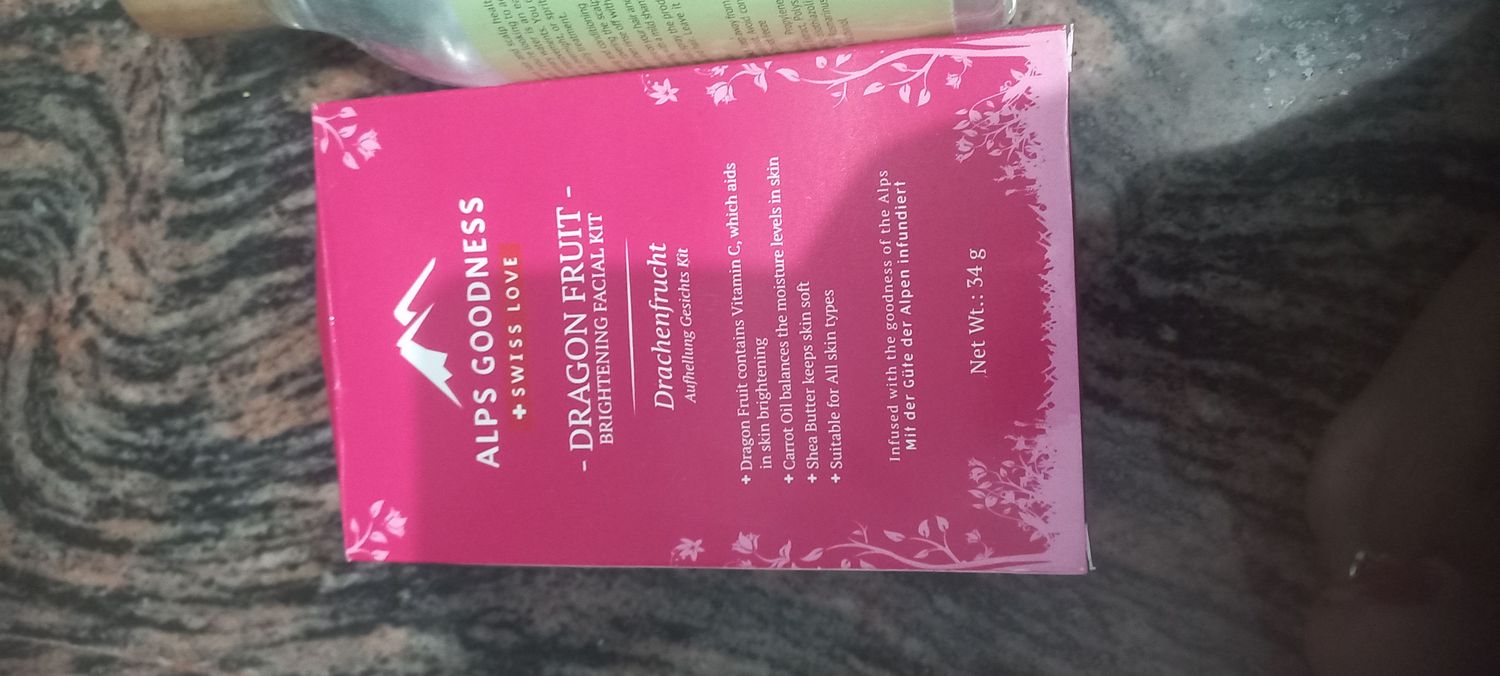 ALPS GOODNESS
+ SWISS LOVE
- DRAGON FRUIT -
BRIGHTENING FACIAL KIT
Drachenfrucht
Aufhellung Gesichts Kit
+ Dragon Fruit contains Vitamin C, which aids
in skin brightening
+ Carrot Oil balances the moisture levels in skin
+ Shea Butter keeps skin soft
+ Suitable for All skin types
Infused with the goodness of the Alps
Mit der Güte der Alpen infundiert
Net Wt.: 34 g